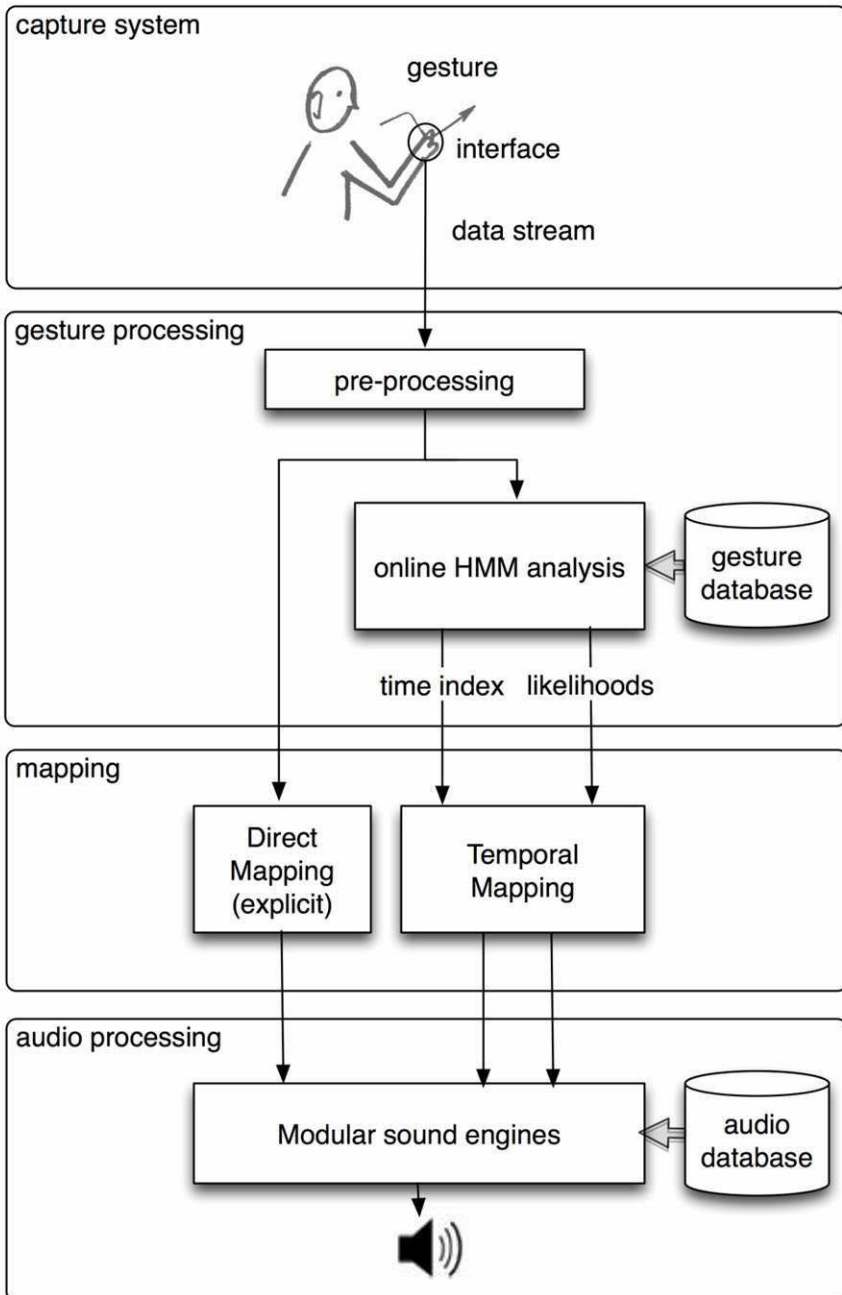 capture system
gesture
interface
data stream
gesture processing
pre-processing
online HMM analysis
gesture
database
time index
likelihoods
mapping
Direct
Mapping
(explicit)
Temporal
Mapping
audio processing
Modular sound engines
audio
database